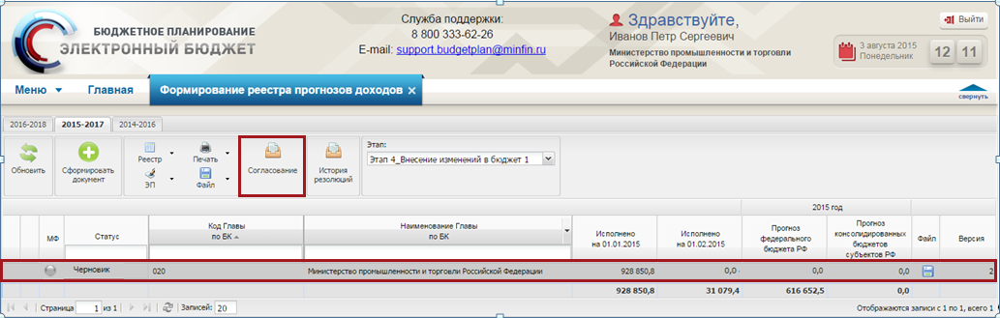 БЮДЖЕТНОЕ ПЛАНИРОВАНИЕ
ЭЛЕКТРОННЫЙ БЮДЖЕТ
Служба поддержки:
8 800 333-62-26
E-mail: support.budgetplan@minfin.ru
Здравствуйте,
Иванов Петр Сергеевич
Министерство промышленности и торговли
Российской Федерации
Выйти
3 августа 2015
Понедельник
12 11
Меню
Главная
Формирование реестра прогнозов доходов ×
свернуть
2016-2018 2015-2017 2014-2016
Обновить
Сформировать
документ
Реестр
ЭП
Печать
Файл
Согласование
История
резолюций
Этап:
Этап 4_Внесение изменений в бюджет 1
МФ
Статус
Код Главы
по БК
Наименование Главы
по БК
Исполнено
на 01.01.2015
Исполнено
на 01.02.2015
2015 год
Прогноз
федерального
бюджета РФ
Прогноз
консолидированных
бюджетов
субъектов РФ
Файл
Версия
Черновик 020 Министерство промышленности и торговли Российской Федерации 928 850,8 0,0 0,0 0,0 2
928 850,8 31 079,4 616 652,5 0,0
Страница 1 из 1 Записей: 20 Отображаются записи с 1 по 1, всего 1